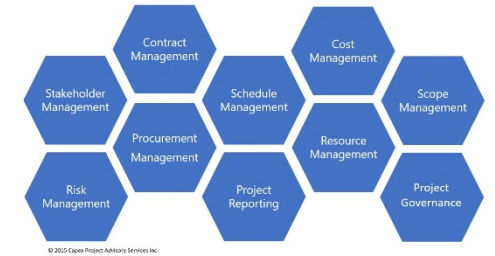 Contract
Management
Cost
Management
Stakeholder
Management
Schedule
Management
Scope
Management
Procurement
Management
Resource
Management
Risk
Management
Project
Reporting
Project
Governance
© 2015 Capex Project Advisory Services Inc.